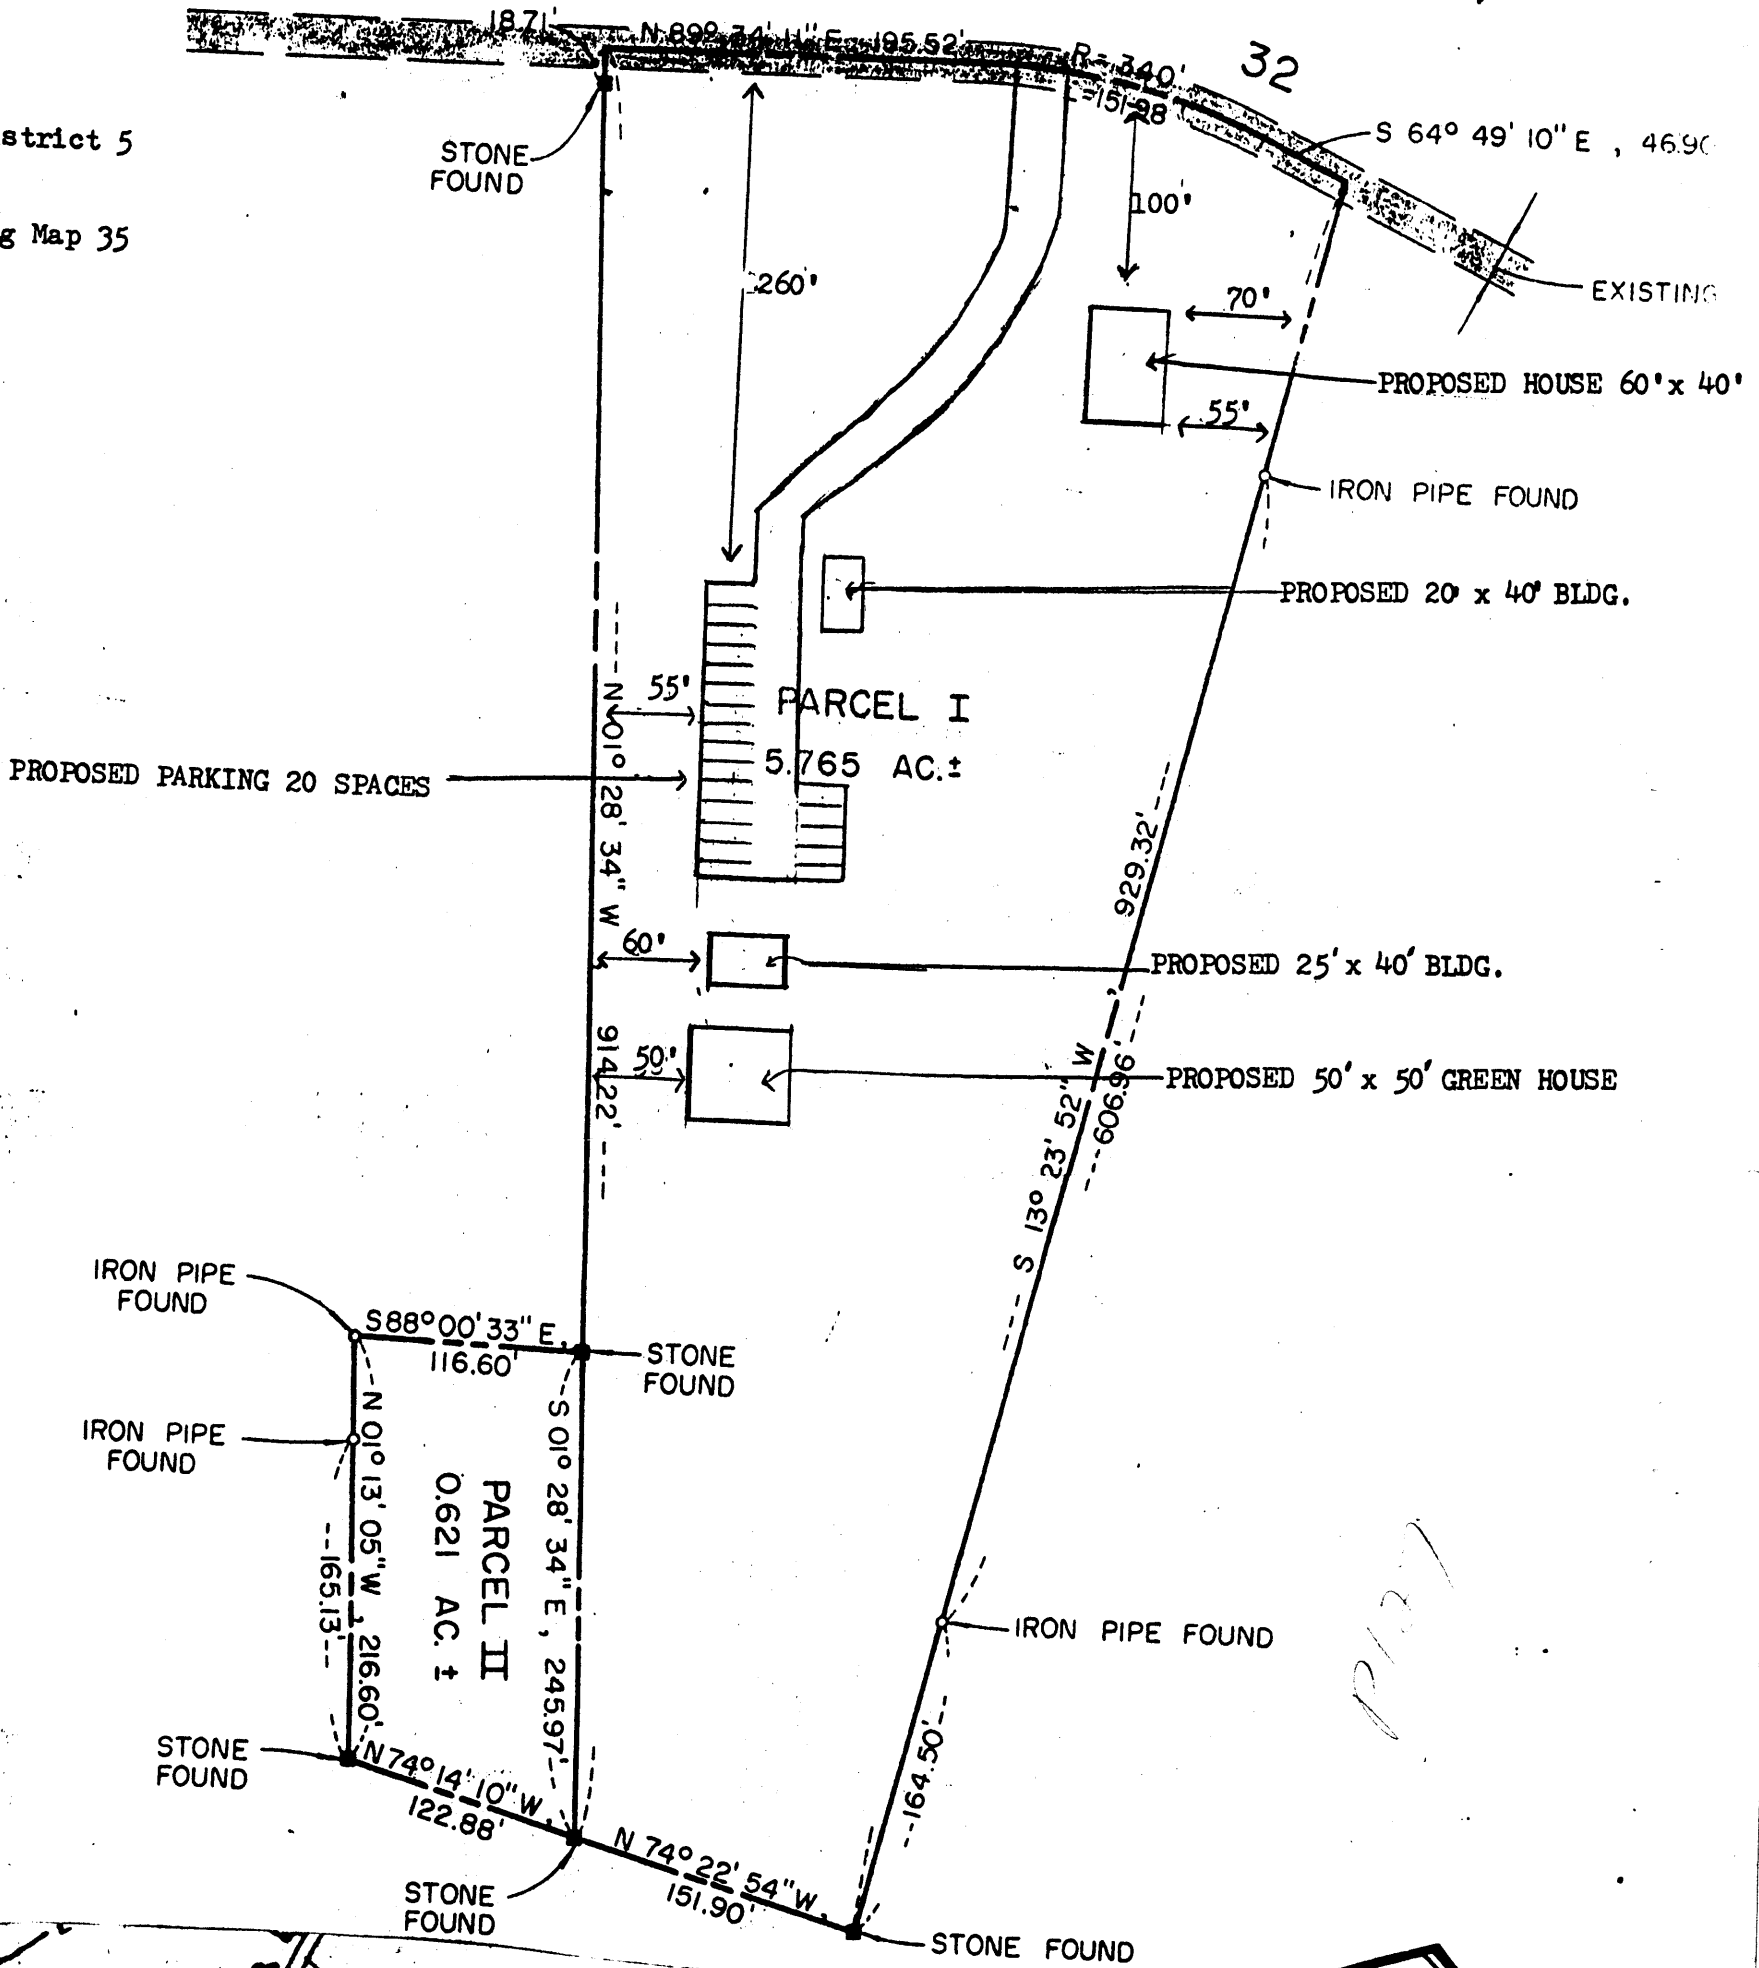 18.71'
N 89° 34' 11" E 195.52'
R = 340'
=151.98
32
S 64° 49' 10" E , 46.90
strict 5
STONE
FOUND
100'
g Map 35
260'
70'
EXISTING
PROPOSED HOUSE 60' x 40'
55'
IRON PIPE FOUND
PROPOSED 20' x 40' BLDG.
55'
PARCEL I
5.765 AC.±
PROPOSED PARKING 20 SPACES
N 01° 28' 34" W
914.22'
929.32'
60'
PROPOSED 25' x 40' BLDG.
50'
PROPOSED 50' x 50' GREEN HOUSE
S 13° 23' 52" W ,
606.96'
IRON PIPE
FOUND
S 88° 00' 33" E,
116.60'
STONE
FOUND
IRON PIPE
FOUND
N 01° 13' 05" W , 216.60'
165.13'
PARCEL II
0.621 AC. ±
S 01° 28' 34" E , 245.97'
IRON PIPE FOUND
164.50'
STONE
FOUND
N 74° 14' 10" W,
122.88'
N 74° 22' 54" W,
151.90'
STONE
FOUND
STONE FOUND